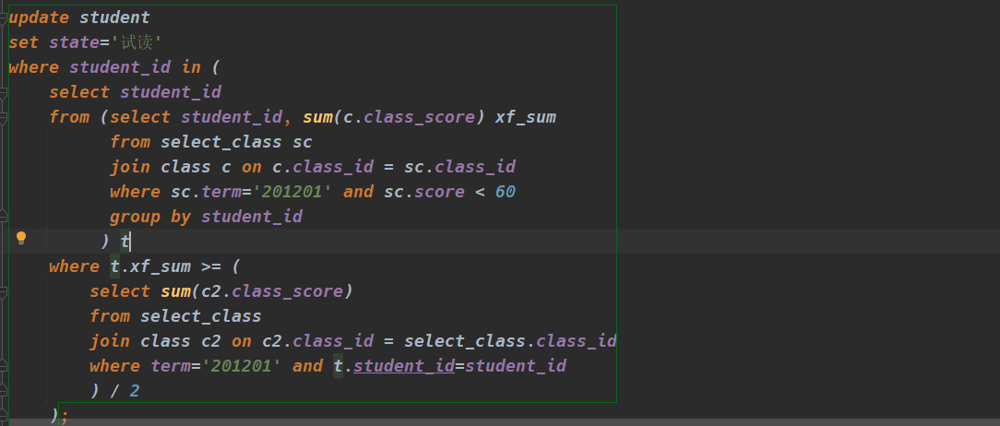 update student
set state='试读'
where student_id in (
    select student_id
    from (select student_id, sum(c.class_score) xf_sum
          from select_class sc
          join class c on c.class_id = sc.class_id
          where sc.term='201201' and sc.score < 60
          group by student_id
         ) t
    where t.xf_sum >= (
        select sum(c2.class_score)
        from select_class
        join class c2 on c2.class_id = select_class.class_id
        where term='201201' and t.student_id=student_id
        ) / 2
    );